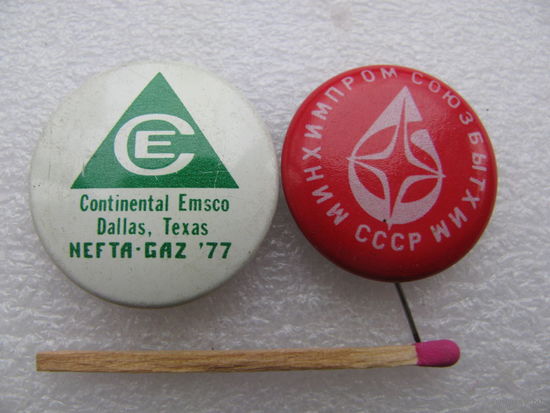 CE
Continental Emsco
Dallas, Texas
NEFTA-GAZ '77
МИНХИМПРОМ СОЮЗБЫТХИМ
СССР